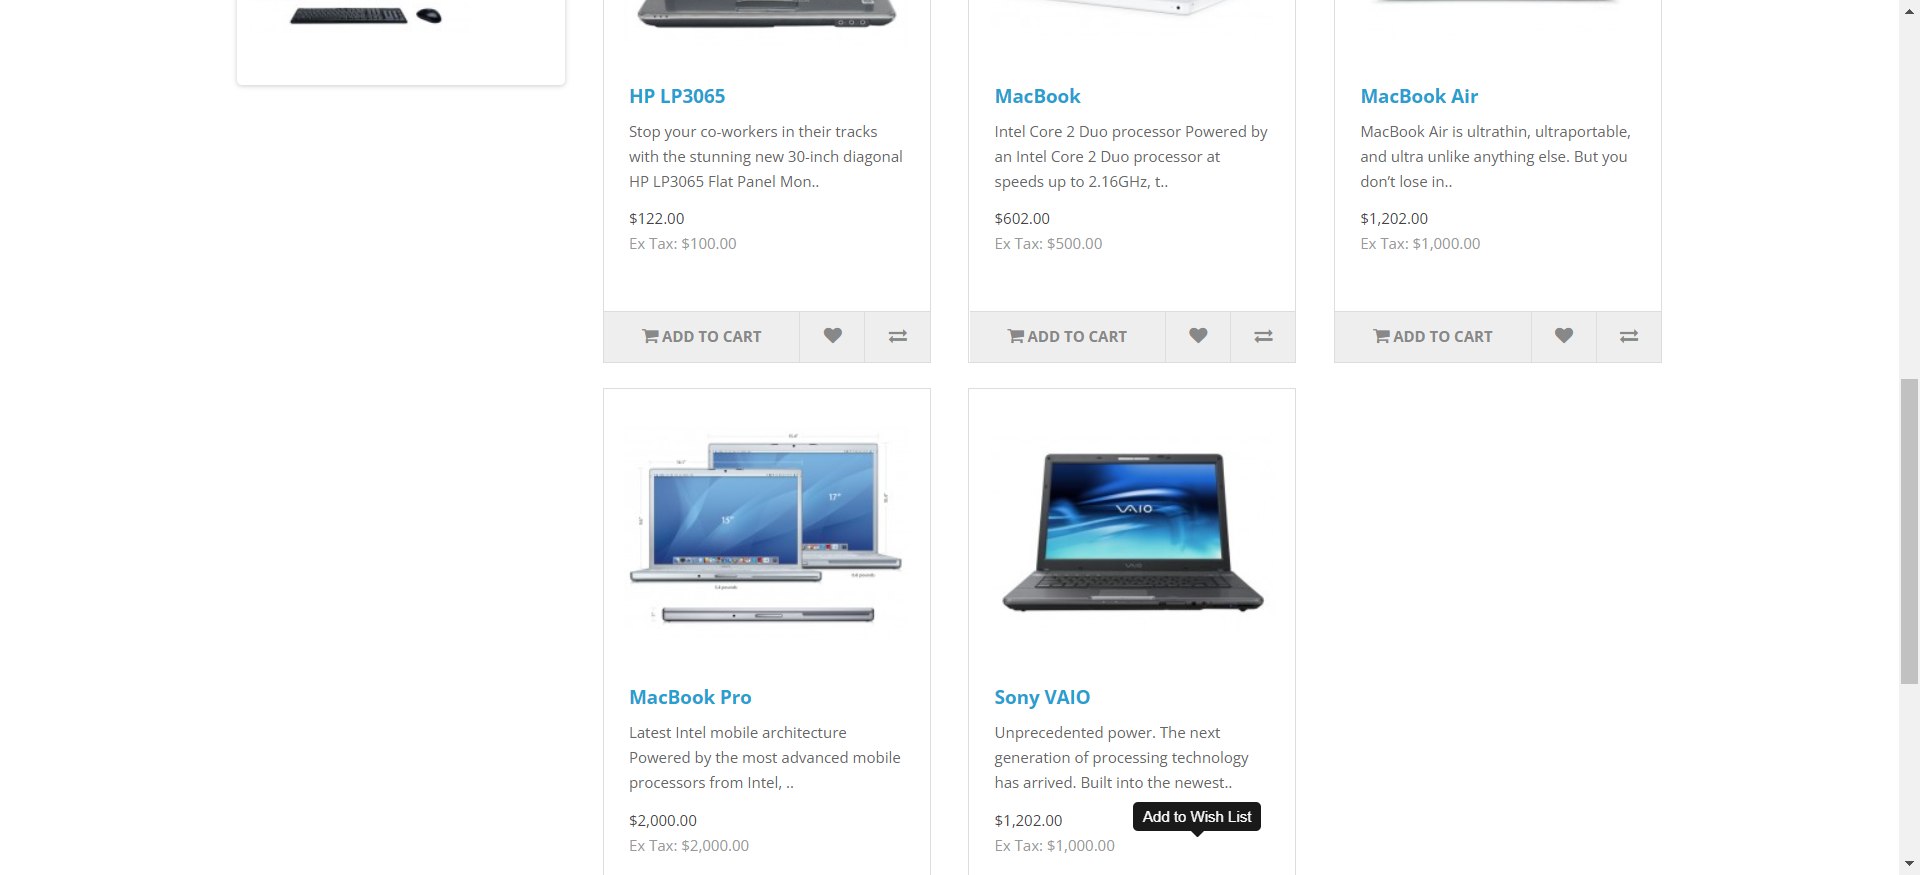 HP LP3065
Stop your co-workers in their tracks
with the stunning new 30-inch diagonal
HP LP3065 Flat Panel Mon..
$122.00
Ex Tax: $100.00
ADD TO CART
MacBook
Intel Core 2 Duo processor Powered by
an Intel Core 2 Duo processor at
speeds up to 2.16GHz, t..
$602.00
Ex Tax: $500.00
ADD TO CART
MacBook Air
MacBook Air is ultrathin, ultraportable,
and ultra unlike anything else. But you
don’t lose in..
$1,202.00
Ex Tax: $1,000.00
ADD TO CART
15"
17"
MacBook Pro
Latest Intel mobile architecture
Powered by the most advanced mobile
processors from Intel, ..
$2,000.00
Ex Tax: $2,000.00
VAIO
VAIO
Sony VAIO
Unprecedented power. The next
generation of processing technology
has arrived. Built into the newest..
$1,202.00
Ex Tax: $1,000.00
Add to Wish List